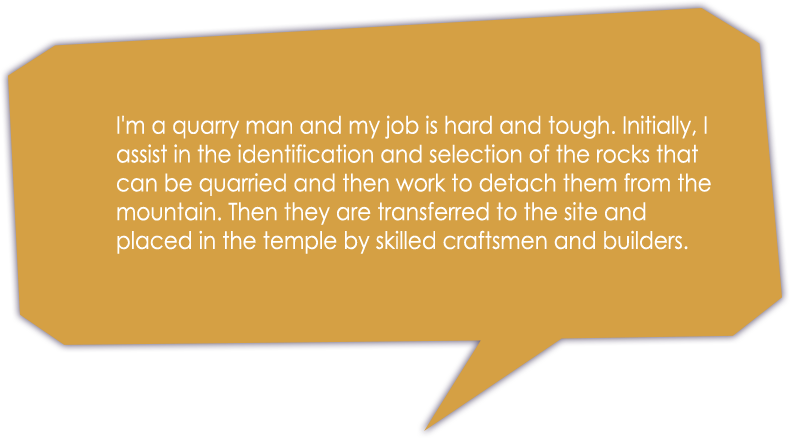 I'm a quarry man and my job is hard and tough. Initially, I
assist in the identification and selection of the rocks that
can be quarried and then work to detach them from the
mountain. Then they are transferred to the site and
placed in the temple by skilled craftsmen and builders.